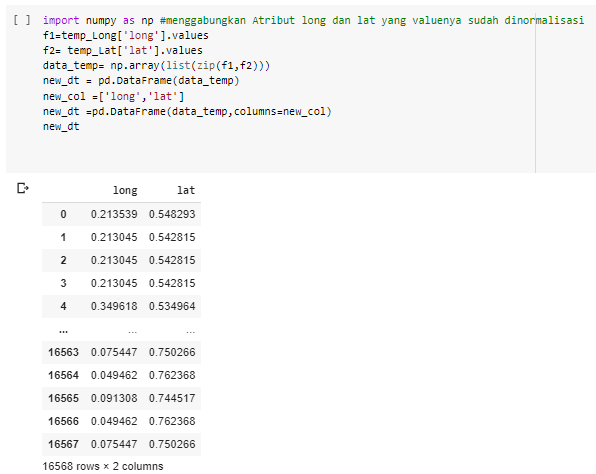 [ ] import numpy as np #menggabungkan Atribut long dan lat yang valuenya sudah dinormalisasi
f1=temp_Long['long'].values
f2= temp_Lat['lat'].values
data_temp= np.array(list(zip(f1,f2)))
new_dt = pd.DataFrame(data_temp)
new_col =['long','lat']
new_dt =pd.DataFrame(data_temp,columns=new_col)
new_dt
long lat
0 0.213539 0.548293
1 0.213045 0.542815
2 0.213045 0.542815
3 0.213045 0.542815
4 0.349618 0.534964
... ... ...
16563 0.075447 0.750266
16564 0.049462 0.762368
16565 0.091308 0.744517
16566 0.049462 0.762368
16567 0.075447 0.750266
16568 rows × 2 columns